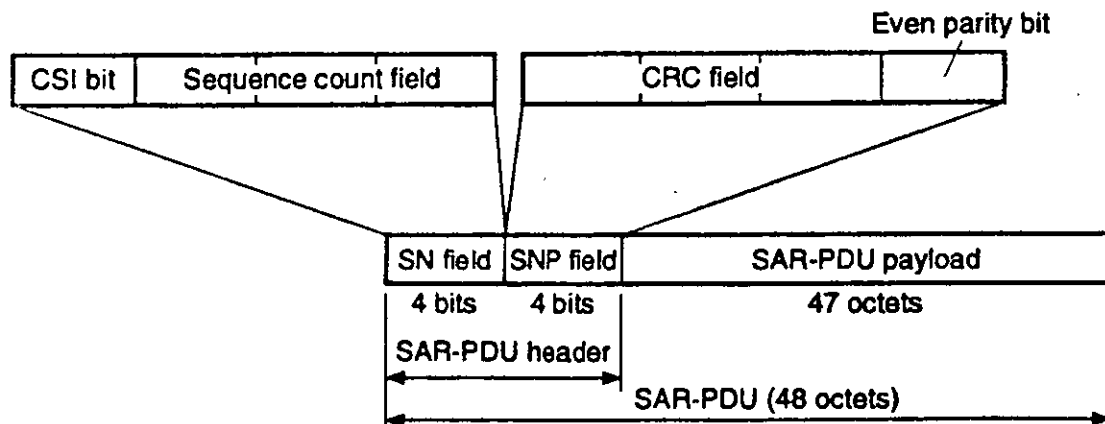 Even parity bit
CSI bit Sequence count field CRC field
SN field SNP field SAR-PDU payload
4 bits 4 bits 47 octets
SAR-PDU header
SAR-PDU (48 octets)